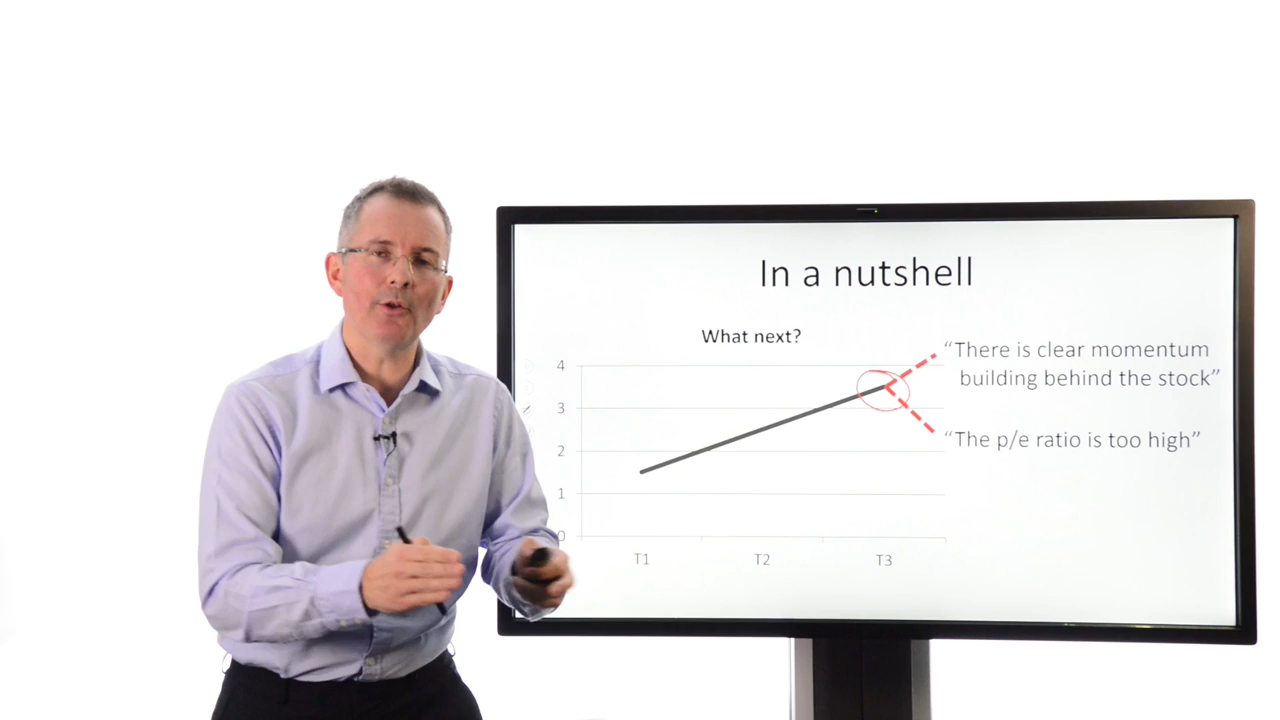 In a nutshell
What next?
“There is clear momentum
building behind the stock”
“The p/e ratio is too high”
4
3
2
1
0
T1
T2
T3